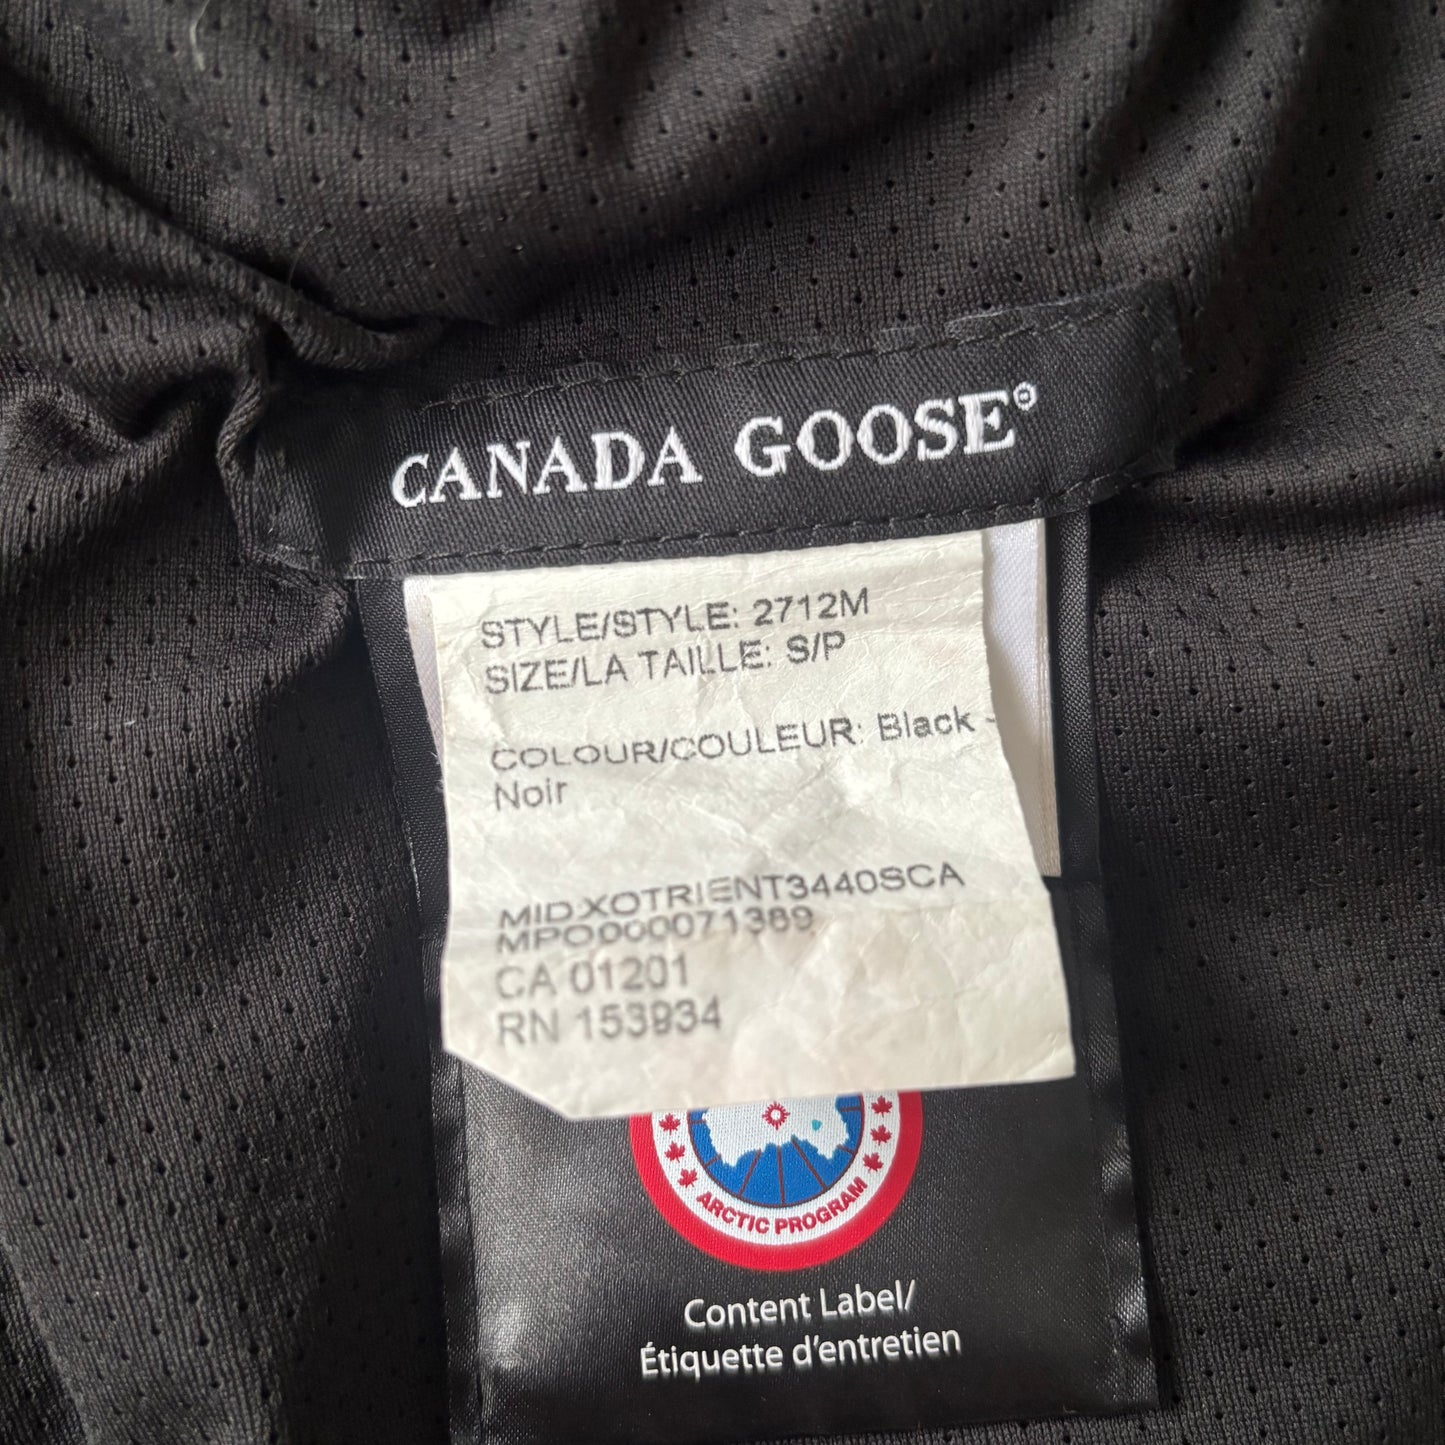 CANADA GOOSE®
STYLE/STYLE: 2712M
SIZE/LA TAILLE: S/P
COLOUR/COULEUR: Black -
Noir
MIDXOTRIENT3440SCA
MPO000071389
CA 01201
RN 153934
ARCTIC PROGRAM
Content Label/
Étiquette d'entretien